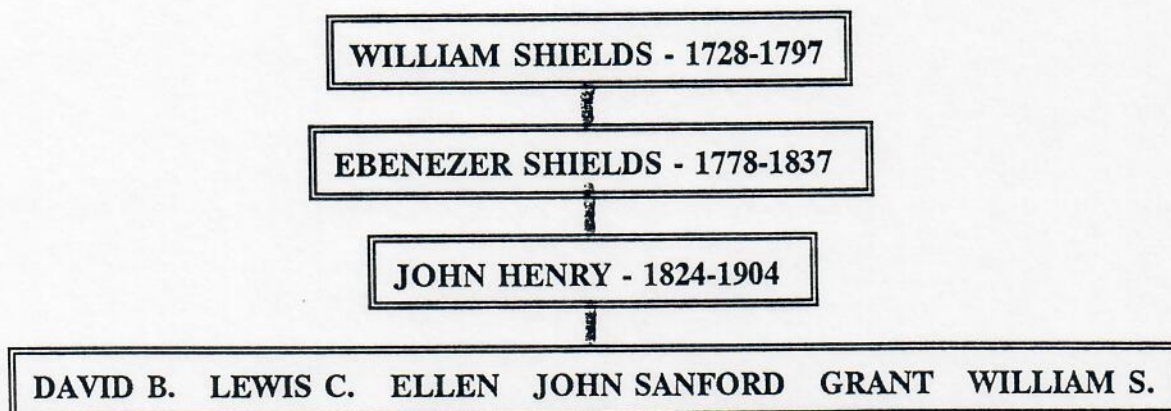 WILLIAM SHIELDS - 1728-1797
EBENEZER SHIELDS - 1778-1837
JOHN HENRY - 1824-1904
DAVID B. LEWIS C. ELLEN JOHN SANFORD GRANT WILLIAM S.